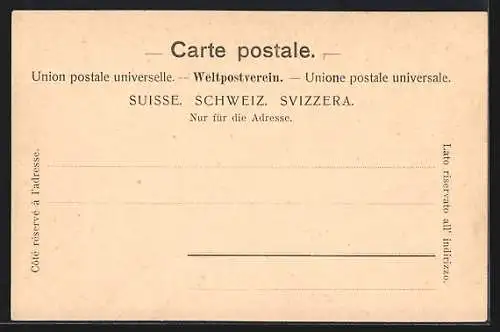 — Carte postale. —
Union postale universelle. -- Weltpostverein. — Unione postale universale.
SUISSE. SCHWEIZ. SVIZZERA.
Nur für die Adresse.
Côté réservé à l'adresse.
Lato riservato all' indirizzo.